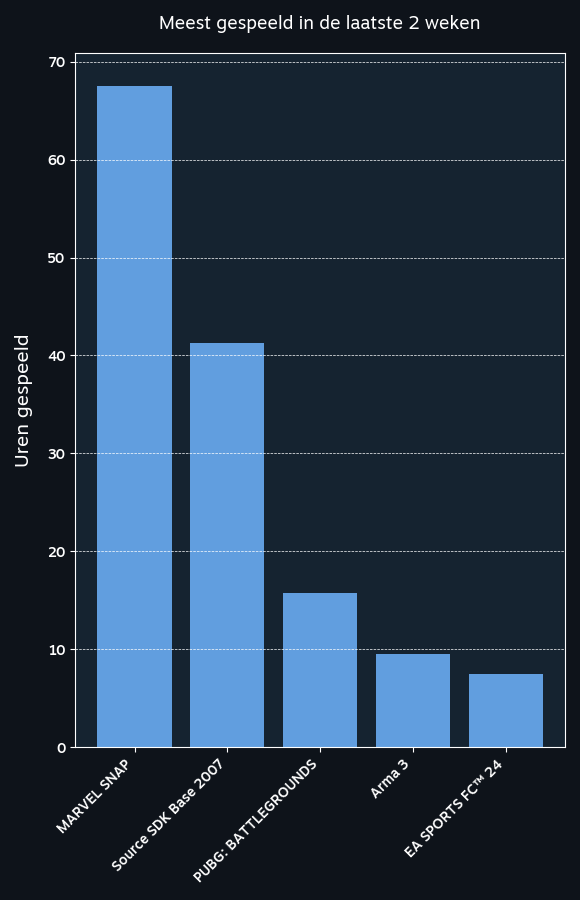 Meest gespeeld in de laatste 2 weken
Uren gespeeld
70
60
50
40
30
20
10
0
MARVEL SNAP
Source SDK Base 2007
PUBG: BATTLEGROUNDS
Arma 3
EA SPORTS FC™ 24